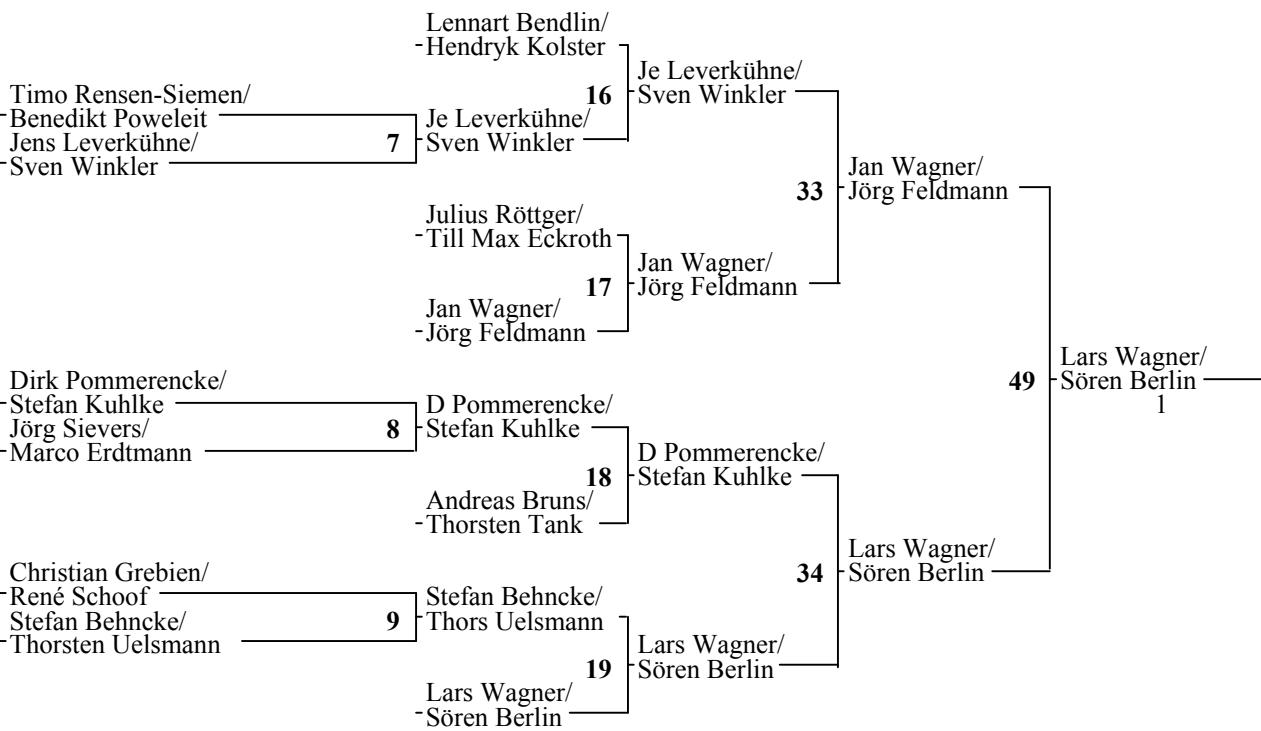 Lennart Bendlin/
Hendryk Kolster
16
Je Leverkühne/
Sven Winkler
Timo Rensen-Siemen/
Benedikt Poweleit
Jens Leverkühne/
Sven Winkler
7
Je Leverkühne/
Sven Winkler
33
Jan Wagner/
Jörg Feldmann
Julius Röttger/
Till Max Eckroth
17
Jan Wagner/
Jörg Feldmann
Jan Wagner/
Jörg Feldmann
49
Lars Wagner/
Sören Berlin
1
Dirk Pommerencke/
Stefan Kuhlke
Jörg Sievers/
Marco Erdtmann
8
D Pommerencke/
Stefan Kuhlke
18
D Pommerencke/
Stefan Kuhlke
Andreas Bruns/
Thorsten Tank
34
Lars Wagner/
Sören Berlin
Christian Grebien/
René Schoof
Stefan Behncke/
Thorsten Uelsmann
9
Stefan Behncke/
Thors Uelsmann
19
Lars Wagner/
Sören Berlin
Lars Wagner/
Sören Berlin